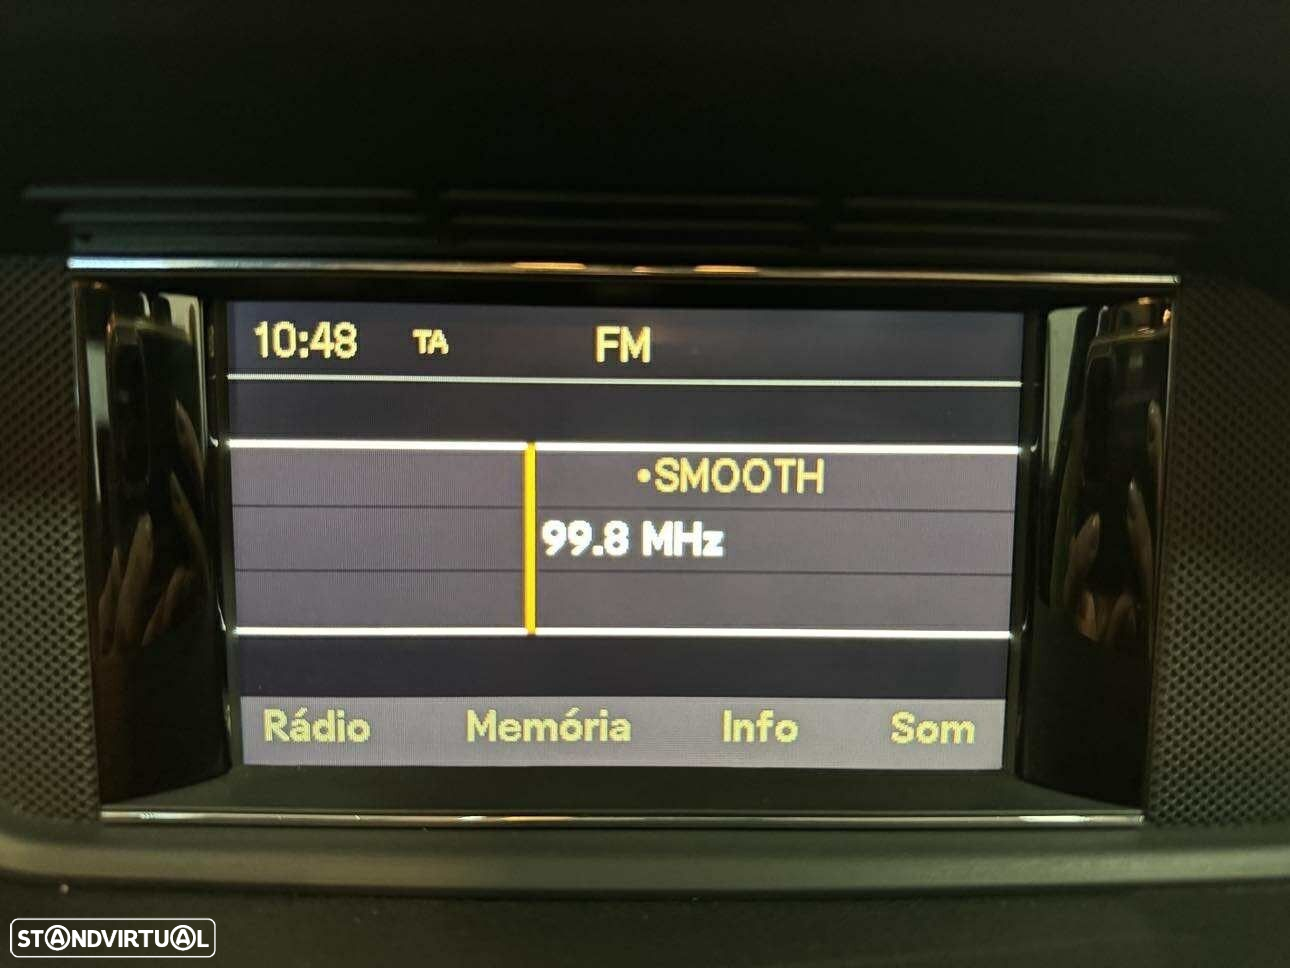 10:48 TA FM
•SMOOTH
99.8 MHz
Rádio Memória Info Som
STANDVIRTUAL